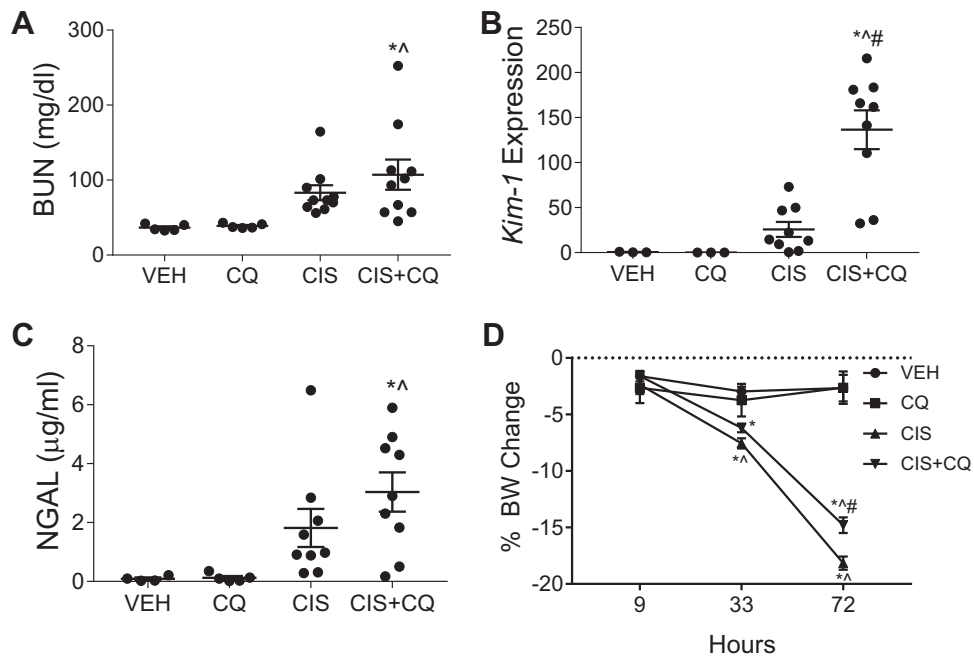 A
BUN (mg/dl)
300
200
100
0
*^
VEH CQ CIS CIS+CQ
B
Kim-1 Expression
250
200
150
100
50
0
*^#
VEH CQ CIS CIS+CQ
C
NGAL (µg/ml)
8
6
4
2
0
*^
VEH CQ CIS CIS+CQ
D
% BW Change
0
-5
-10
-15
-20
VEH
CQ
CIS
CIS+CQ
*
*^
*^#
*^
9 33 72
Hours